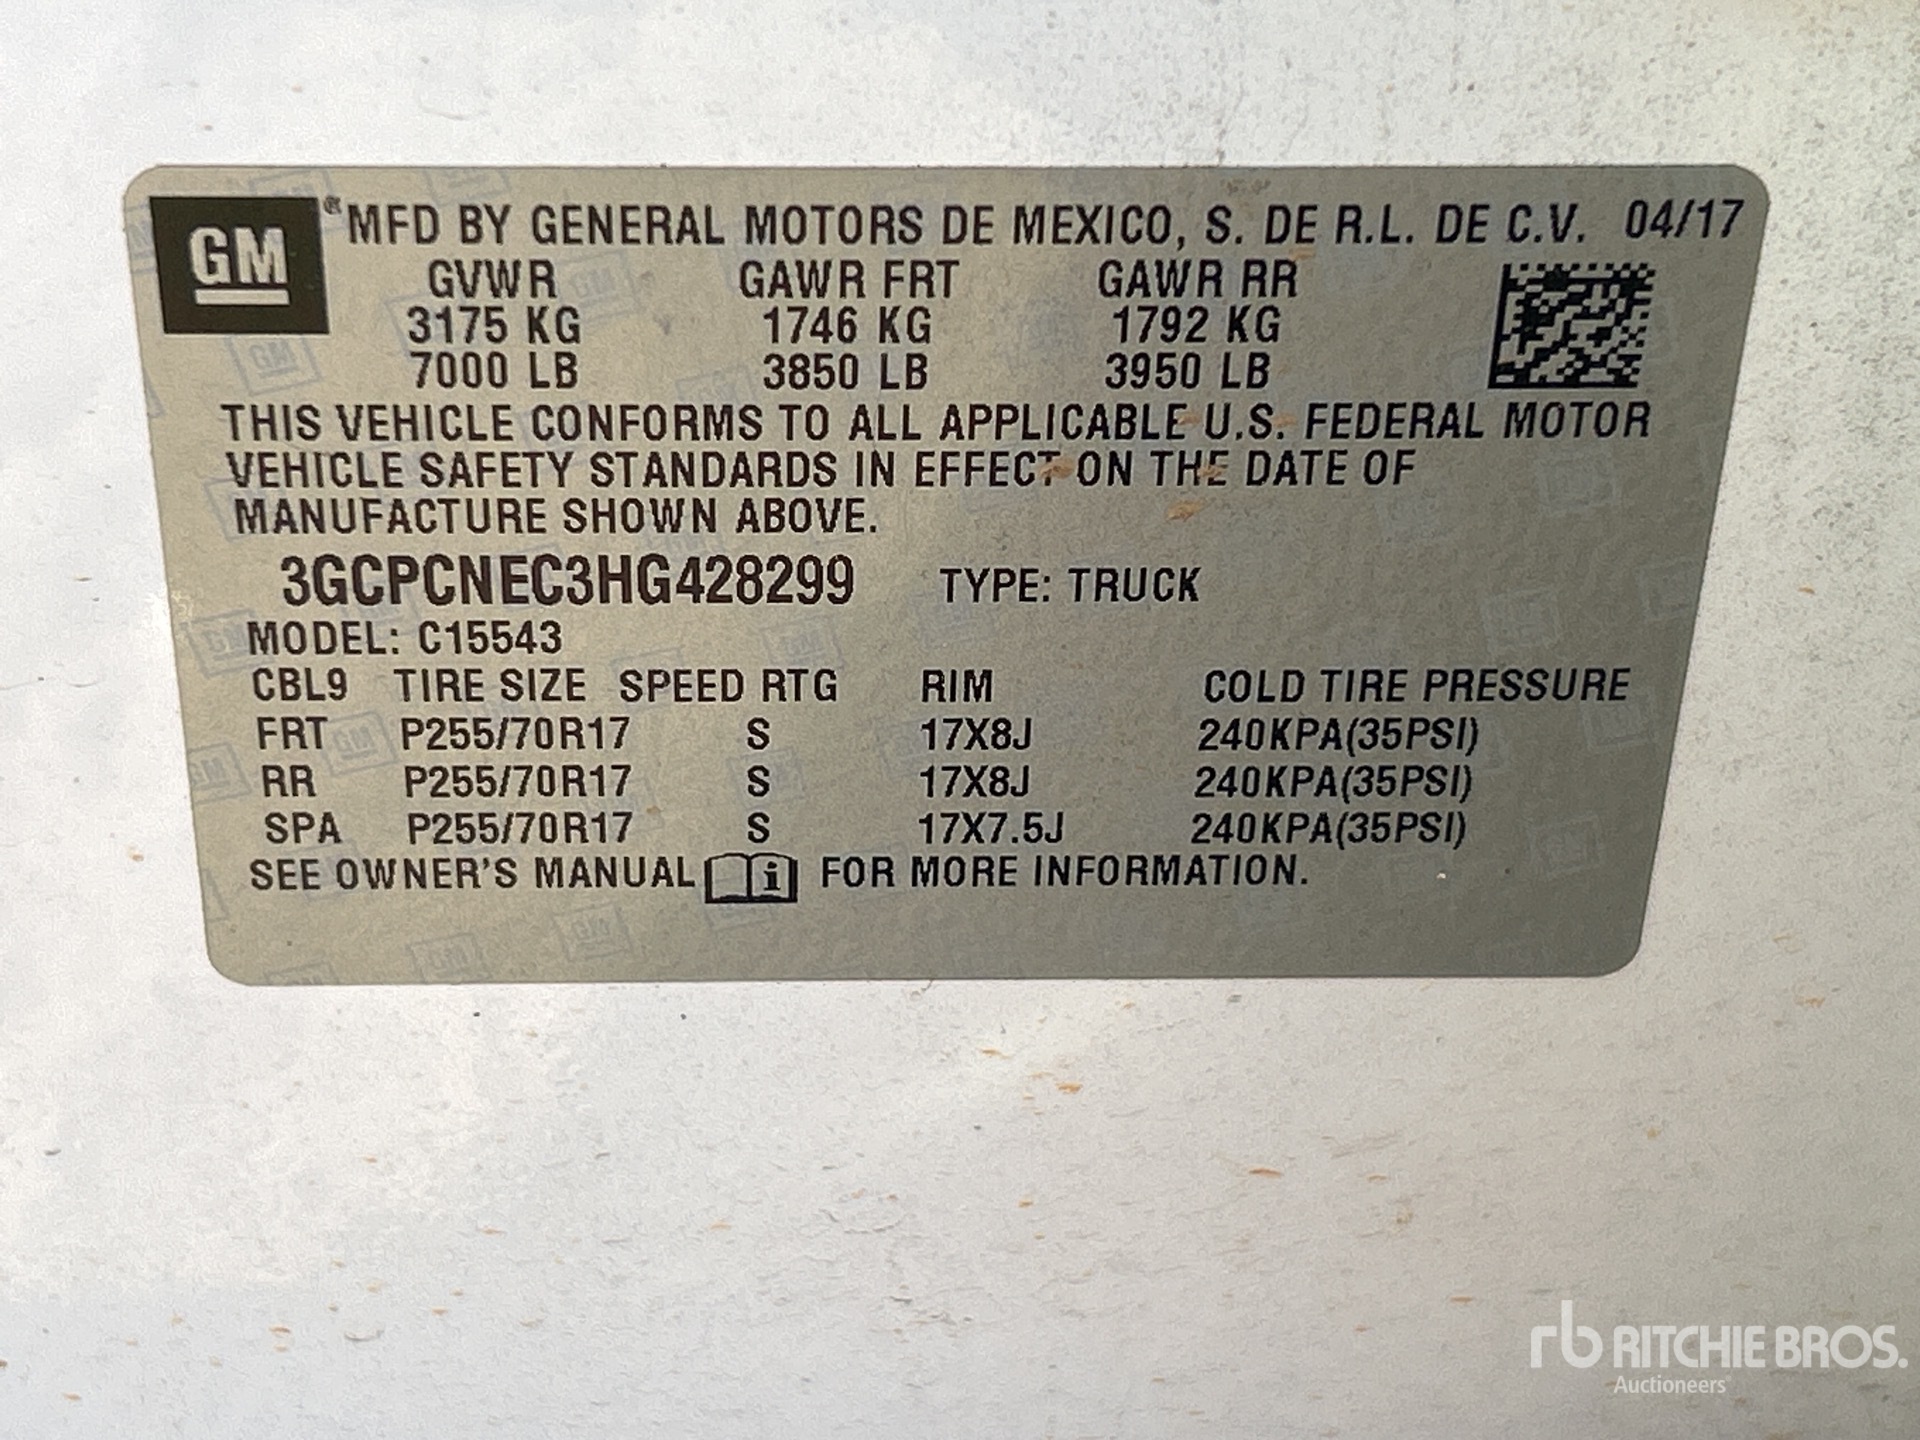 GM ® MFD BY GENERAL MOTORS DE MEXICO, S. DE R.L. DE C.V. 04/17
GVWR GAWR FRT GAWR RR
3175 KG 1746 KG 1792 KG
7000 LB 3850 LB 3950 LB
THIS VEHICLE CONFORMS TO ALL APPLICABLE U.S. FEDERAL MOTOR
VEHICLE SAFETY STANDARDS IN EFFECT ON THE DATE OF
MANUFACTURE SHOWN ABOVE.
3GCPCNEC3HG428299 TYPE: TRUCK
MODEL: C15543
CBL9 TIRE SIZE SPEED RTG RIM COLD TIRE PRESSURE
FRT P255/70R17 S 17X8J 240KPA(35PSI)
RR P255/70R17 S 17X8J 240KPA(35PSI)
SPA P255/70R17 S 17X7.5J 240KPA(35PSI)
SEE OWNER'S MANUAL i FOR MORE INFORMATION.
rb RITCHIE BROS.
Auctioneers